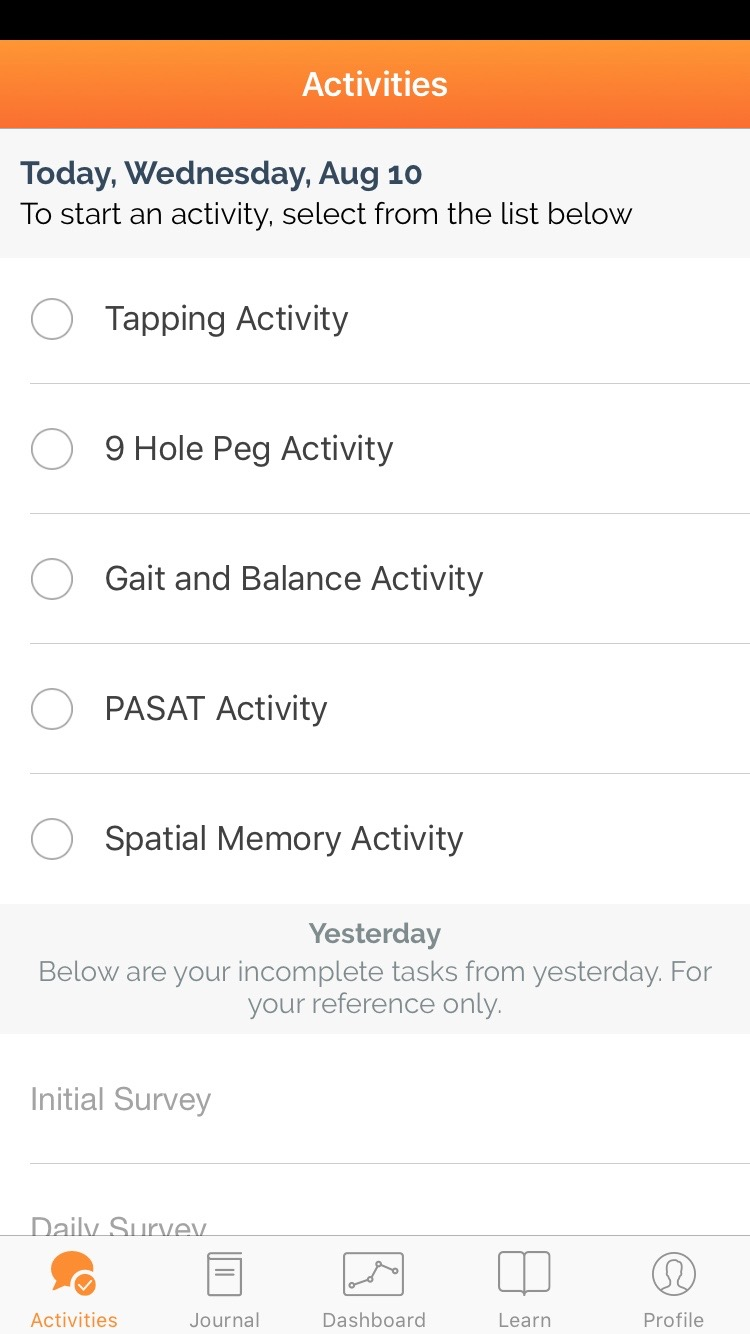 Activities
Today, Wednesday, Aug 10
To start an activity, select from the list below
Tapping Activity
9 Hole Peg Activity
Gait and Balance Activity
PASAT Activity
Spatial Memory Activity
Yesterday
Below are your incomplete tasks from yesterday. For
your reference only.
Initial Survey
Daily Survey
Activities
Journal
Dashboard
Learn
Profile